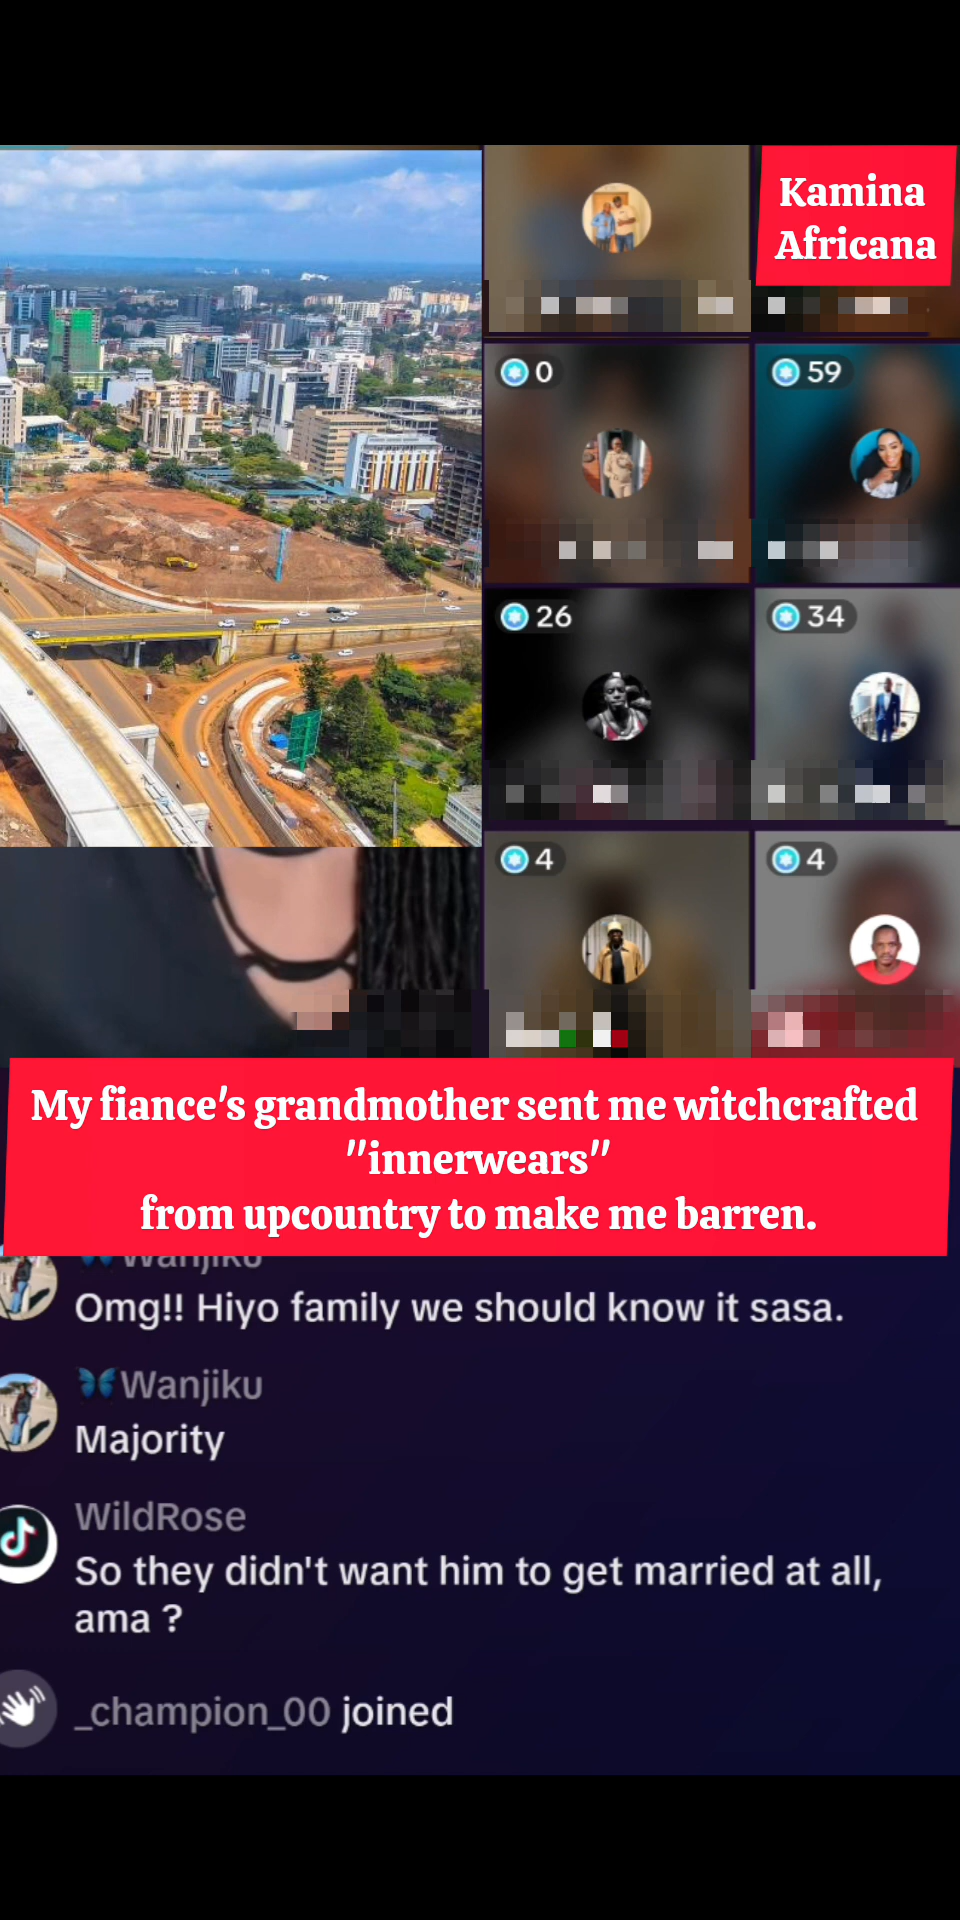 Kamina
Africana
0
59
26
34
4
4
My fiance's grandmother sent me witchcrafted
"innerwears"
from upcountry to make me barren.
Wanjiku
Omg!! Hiyo family we should know it sasa.
Wanjiku
Majority
WildRose
So they didn't want him to get married at all,
ama ?
_champion_00 joined